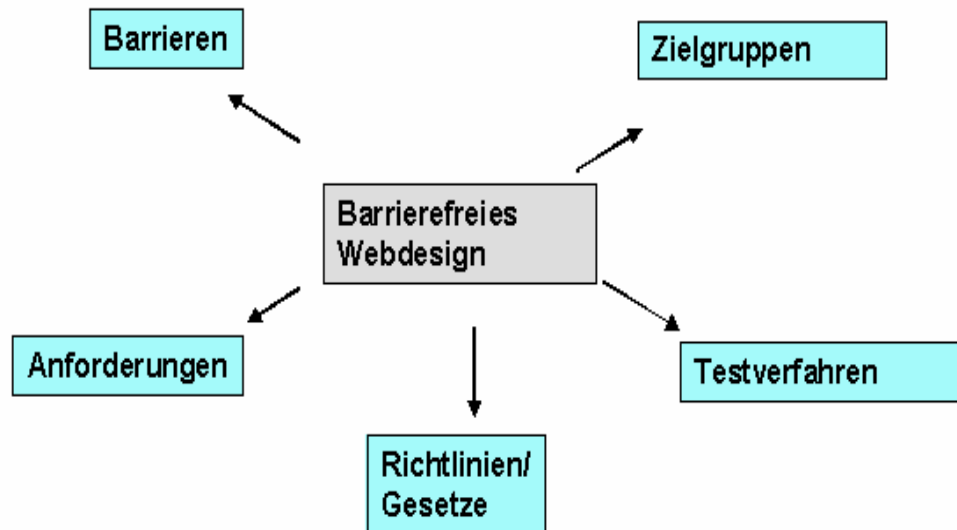 Barrieren
Zielgruppen
Barrierefreies
Webdesign
Anforderungen
Testverfahren
Richtlinien/
Gesetze